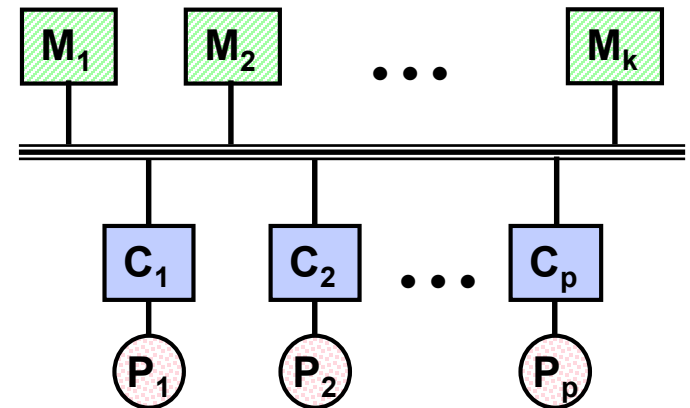 M₁ M₂ ••• Mₖ
C₁ C₂ ••• Cₚ
P₁ P₂ Pₚ